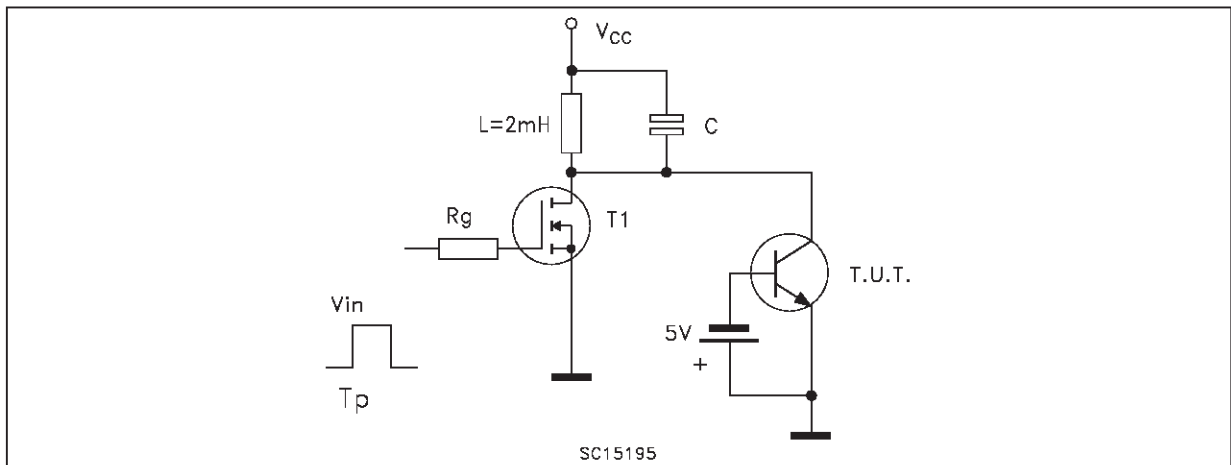 VCC
L=2mH
C
Rg
T1
T.U.T.
Vin
5V
+
Tp
SC15195